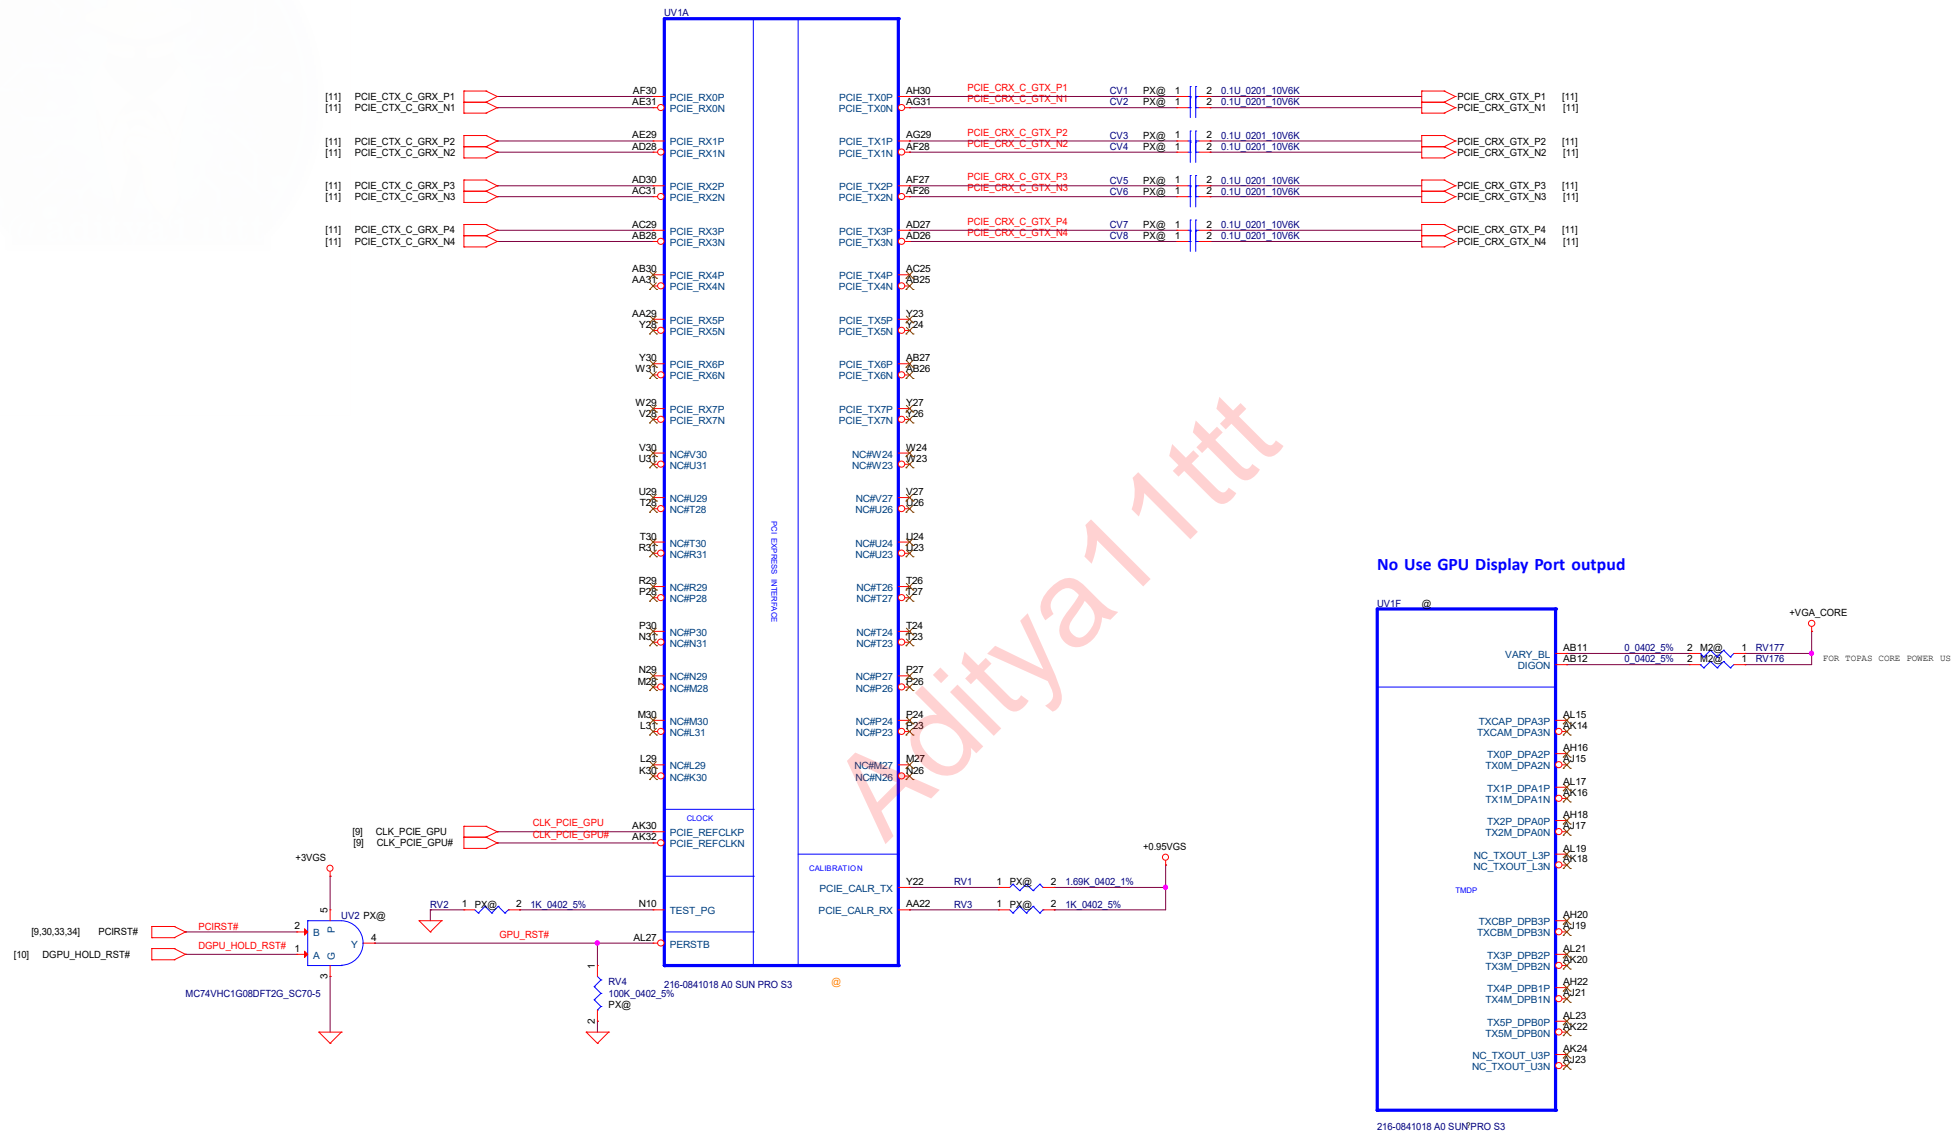 UV1A
[11] PCIE_CTX_C_GRX_P1 AF30 PCIE_RX0P PCIE_TX0P AH30 PCIE_CRX_C_GTX_P1 CV1 PX@ 1 2 0.1U_0201_10V6K PCIE_CRX_GTX_P1 [11]
[11] PCIE_CTX_C_GRX_N1 AE31 PCIE_RX0N PCIE_TX0N AG31 PCIE_CRX_C_GTX_N1 CV2 PX@ 1 2 0.1U_0201_10V6K PCIE_CRX_GTX_N1 [11]
[11] PCIE_CTX_C_GRX_P2 AE29 PCIE_RX1P PCIE_TX1P AG29 PCIE_CRX_C_GTX_P2 CV3 PX@ 1 2 0.1U_0201_10V6K PCIE_CRX_GTX_P2 [11]
[11] PCIE_CTX_C_GRX_N2 AD28 PCIE_RX1N PCIE_TX1N AF28 PCIE_CRX_C_GTX_N2 CV4 PX@ 1 2 0.1U_0201_10V6K PCIE_CRX_GTX_N2 [11]
[11] PCIE_CTX_C_GRX_P3 AD30 PCIE_RX2P PCIE_TX2P AF27 PCIE_CRX_C_GTX_P3 CV5 PX@ 1 2 0.1U_0201_10V6K PCIE_CRX_GTX_P3 [11]
[11] PCIE_CTX_C_GRX_N3 AC31 PCIE_RX2N PCIE_TX2N AF26 PCIE_CRX_C_GTX_N3 CV6 PX@ 1 2 0.1U_0201_10V6K PCIE_CRX_GTX_N3 [11]
[11] PCIE_CTX_C_GRX_P4 AC29 PCIE_RX3P PCIE_TX3P AD27 PCIE_CRX_C_GTX_P4 CV7 PX@ 1 2 0.1U_0201_10V6K PCIE_CRX_GTX_P4 [11]
[11] PCIE_CTX_C_GRX_N4 AB28 PCIE_RX3N PCIE_TX3N AD26 PCIE_CRX_C_GTX_N4 CV8 PX@ 1 2 0.1U_0201_10V6K PCIE_CRX_GTX_N4 [11]
AB30 PCIE_RX4P PCIE_TX4P AC25
AA31 PCIE_RX4N PCIE_TX4N AB25
AA29 PCIE_RX5P PCIE_TX5P Y23
Y28 PCIE_RX5N PCIE_TX5N Y24
Y30 PCIE_RX6P PCIE_TX6P AB27
W31 PCIE_RX6N PCIE_TX6N AB26
W29 PCIE_RX7P PCIE_TX7P Y27
V28 PCIE_RX7N PCIE_TX7N Y26
V30 NC#V30 NC#W24 W24
U31 NC#U31 NC#W23 W23
U29 NC#U29 NC#V27 V27
T28 NC#T28 NC#U26 U26
PCI EXPRESS INTERFACE
T30 NC#T30 NC#U24 U24
R31 NC#R31 NC#U23 U23
R29 NC#R29 NC#T26 T26
P28 NC#P28 NC#T27 T27
P30 NC#P30 NC#T24 T24
N31 NC#N31 NC#T23 T23
N29 NC#N29 NC#P27 P27
M28 NC#M28 NC#P26 P26
M30 NC#M30 NC#P24 P24
L31 NC#L31 NC#P23 P23
L29 NC#L29 NC#M27 M27
K30 NC#K30 NC#N26 N26
CLOCK
[9] CLK_PCIE_GPU CLK_PCIE_GPU AK30 PCIE_REFCLKP
[9] CLK_PCIE_GPU# CLK_PCIE_GPU# AK32 PCIE_REFCLKN
+3VGS
+0.95VGS
CALIBRATION
PCIE_CALR_TX Y22 RV1 1 PX@ 2 1.69K_0402_1%
RV2 1 PX@ 2 1K_0402_5% N10 TEST_PG PCIE_CALR_RX AA22 RV3 1 PX@ 2 1K_0402_5%
5 UV2 PX@
[9,30,33,34] PCIRST# PCIRST# 2 B P
Y 4 GPU_RST# AL27 PERSTB
[10] DGPU_HOLD_RST# DGPU_HOLD_RST# 1 A G
3
MC74VHC1G08DFT2G_SC70-5
1 RV4
100K_0402_5%
PX@
2
216-0841018 A0 SUN PRO S3 @
Aditya11ttt
No Use GPU Display Port outpud
UV1F @
+VGA_CORE
VARY_BL AB11 0_0402_5% 2 M2@ 1 RV177
DIGON AB12 0_0402_5% 2 M2@ 1 RV176
FOR TOPAS CORE POWER US
TXCAP_DPA3P AL15
TXCAM_DPA3N AK14
TX0P_DPA2P AH16
TX0M_DPA2N AJ15
TX1P_DPA1P AL17
TX1M_DPA1N AK16
TX2P_DPA0P AH18
TX2M_DPA0N AJ17
NC_TXOUT_L3P AL19
NC_TXOUT_L3N AK18
TMDP
TXCBP_DPB3P AH20
TXCBM_DPB3N AJ19
TX3P_DPB2P AL21
TX3M_DPB2N AK20
TX4P_DPB1P AH22
TX4M_DPB1N AJ21
TX5P_DPB0P AL23
TX5M_DPB0N AK22
NC_TXOUT_U3P AK24
NC_TXOUT_U3N AJ23
216-0841018 A0 SUN PRO S3